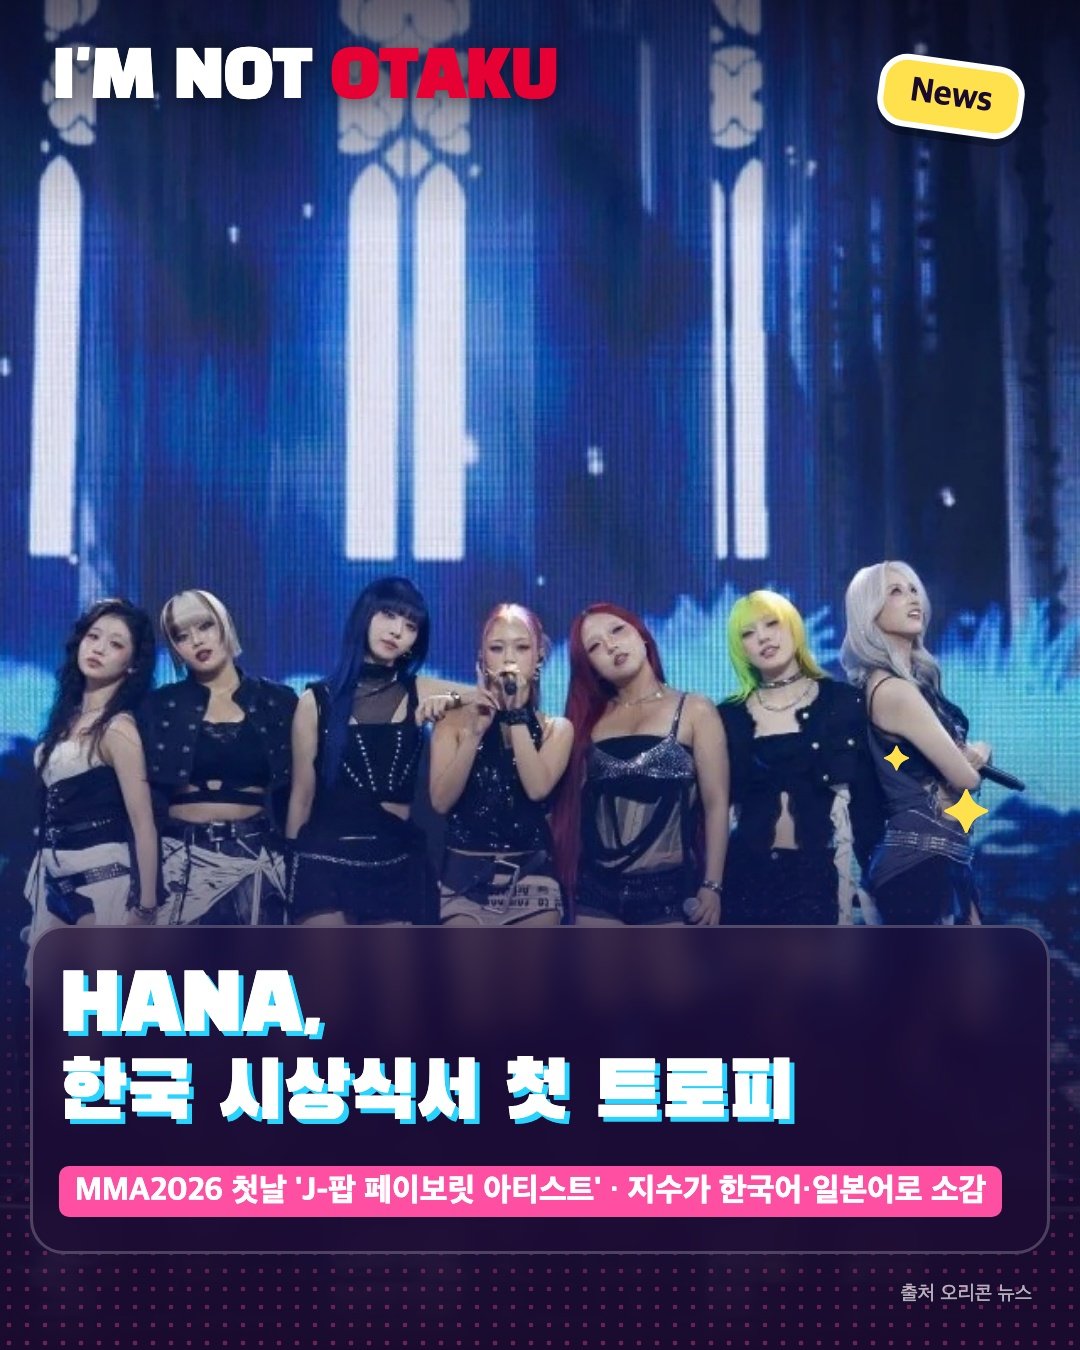 I'M NOT OTAKU
News
HANA,
한국 시상식서 첫 트로피
MMA2026 첫날 'J-팝 페이보릿 아티스트' · 지수가 한국어·일본어로 소감
출처 오리콘 뉴스